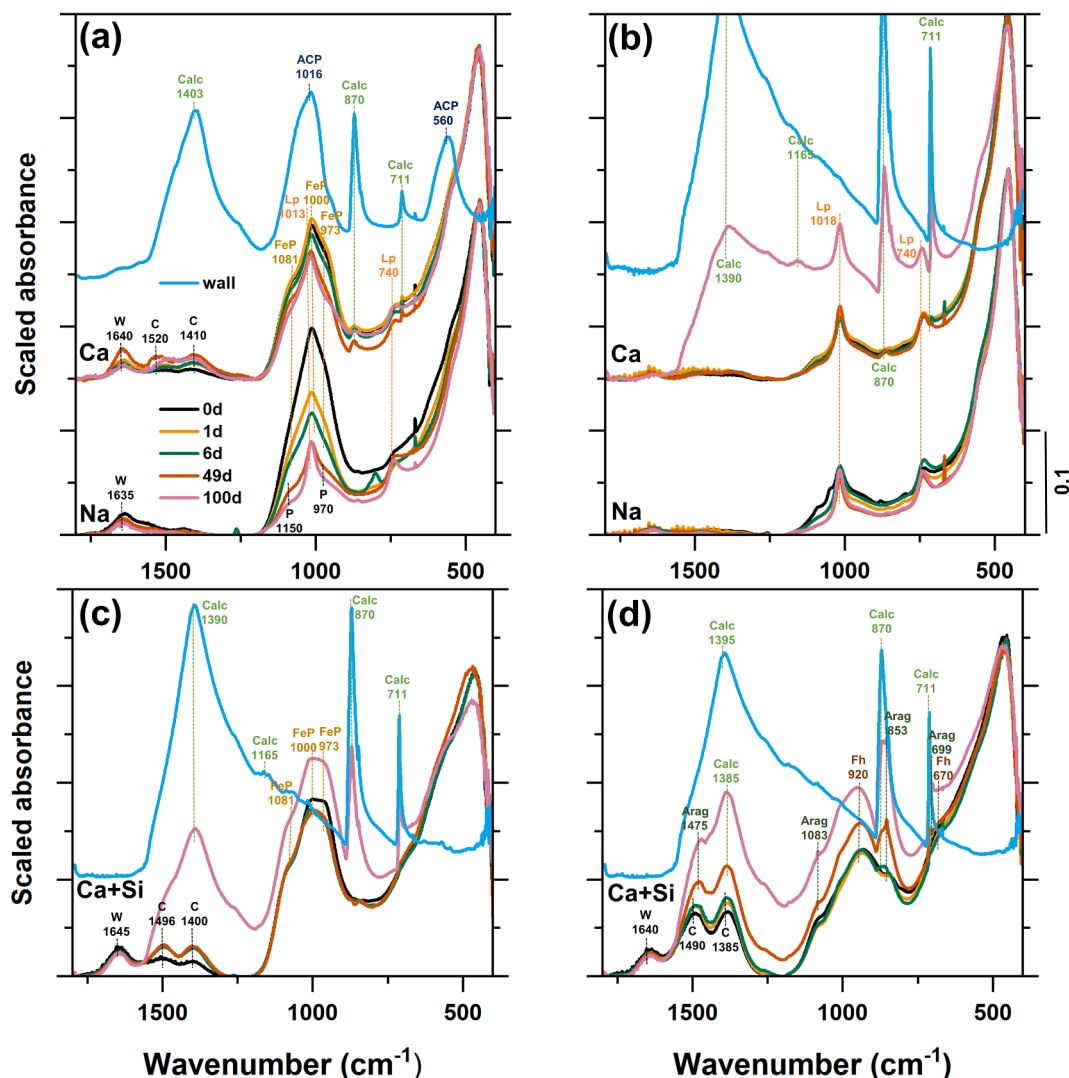 (a)
Calc
1403
ACP
1016
Calc
870
ACP
560
Calc
711
FeP
1000
Lp
1013
FeP
973
FeP
1081
Lp
740
wall
W
1640
C
1520
C
1410
Ca
0d
1d
6d
49d
100d
W
1635
Na
P
1150
P
970
Scaled absorbance
1500
1000
500
(b)
Calc
711
Calc
1165
Lp
1018
Lp
740
Calc
1390
Ca
Calc
870
Na
0.1
1500
1000
500
(c)
Calc
1390
Calc
870
Calc
711
Calc
1165
FeP
1000
FeP
973
FeP
1081
Ca+Si
W
1645
C
1496
C
1400
Scaled absorbance
1500
1000
500
Wavenumber (cm-1)
(d)
Calc
1395
Calc
870
Calc
711
Arag
853
Arag
699
Fh
920
Fh
670
Calc
1385
Arag
1475
Arag
1083
Ca+Si
W
1640
C
1490
C
1385
1500
1000
500
Wavenumber (cm-1)